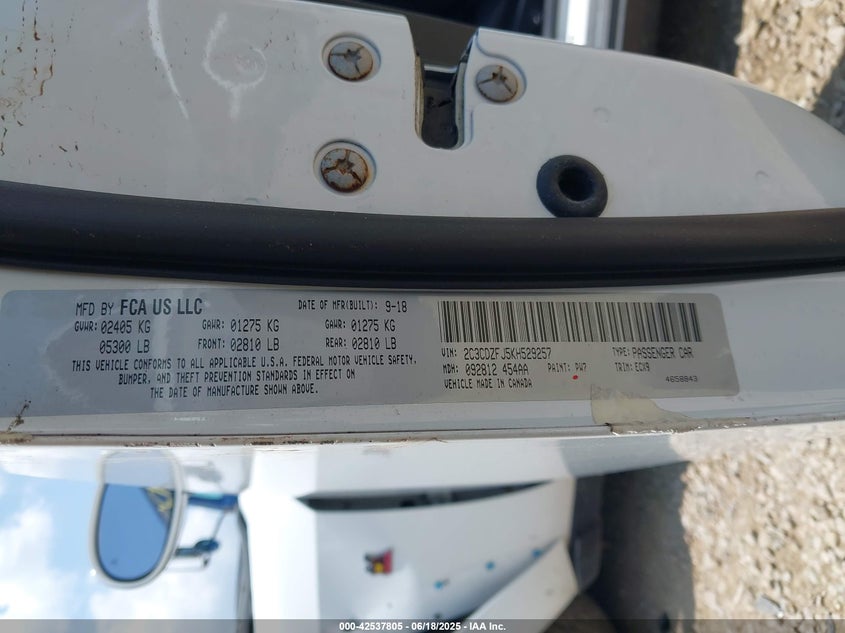 MFD BY FCA US LLC DATE OF MFR(BUILT): 9-18
GVWR: 02405 KG GAWR: 01275 KG GAWR: 01275 KG
05300 LB FRONT: 02810 LB REAR: 02810 LB
THIS VEHICLE CONFORMS TO ALL APPLICABLE U.S.A. FEDERAL MOTOR VEHICLE SAFETY,
BUMPER, AND THEFT PREVENTION STANDARDS IN EFFECT ON
THE DATE OF MANUFACTURE SHOWN ABOVE.
VIN: 2C3CDZFJ5KH529257 TYPE: PASSENGER CAR
MDH: 092812 454AA PAINT: PW7 TRIM: ECX9
VEHICLE MADE IN CANADA 4658843
000-42537805 - 06/18/2025 - IAA Inc.